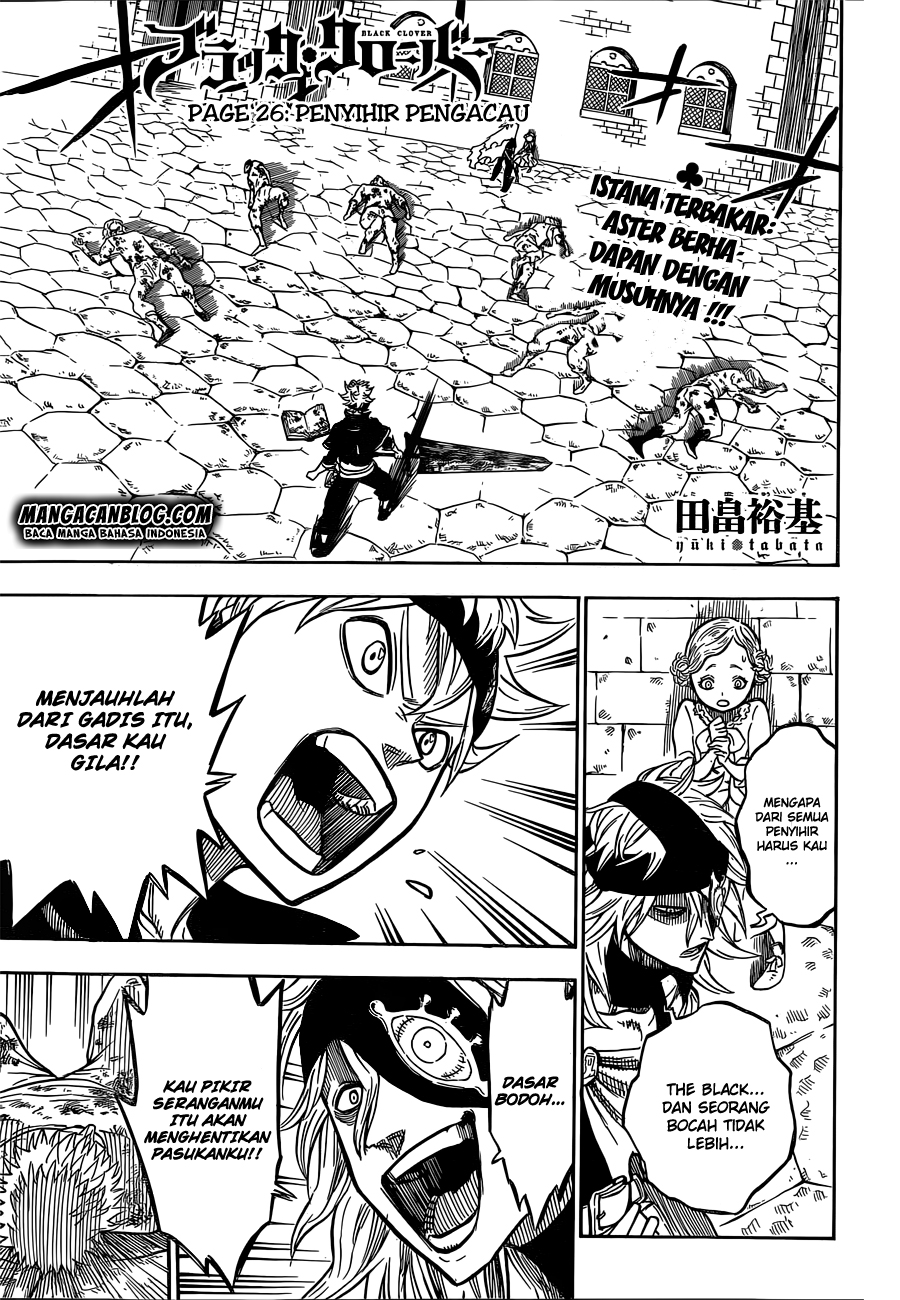 BLACK CLOVER
ブラッククローバー
PAGE 26: PENYIHIR PENGACAU
ISTANA TERBAKAR:
ASTER BERHA-
DAPAN DENGAN
MUSUHNYA !!!
MANGACANBLOG.COM
BACA MANGA BAHASA INDONESIA
田畠裕基
yūki tabata
MENGAPA
DARI SEMUA
PENYIHIR
HARUS KAU
...
THE BLACK...
DAN SEORANG
BOCAH TIDAK
LEBIH...
MENJAUHLAH
DARI GADIS ITU,
DASAR KAU
GILA!!
DASAR
BODOH...
KAU PIKIR
SERANGANMU
ITU AKAN
MENGHENTIKAN
PASUKANKU!!